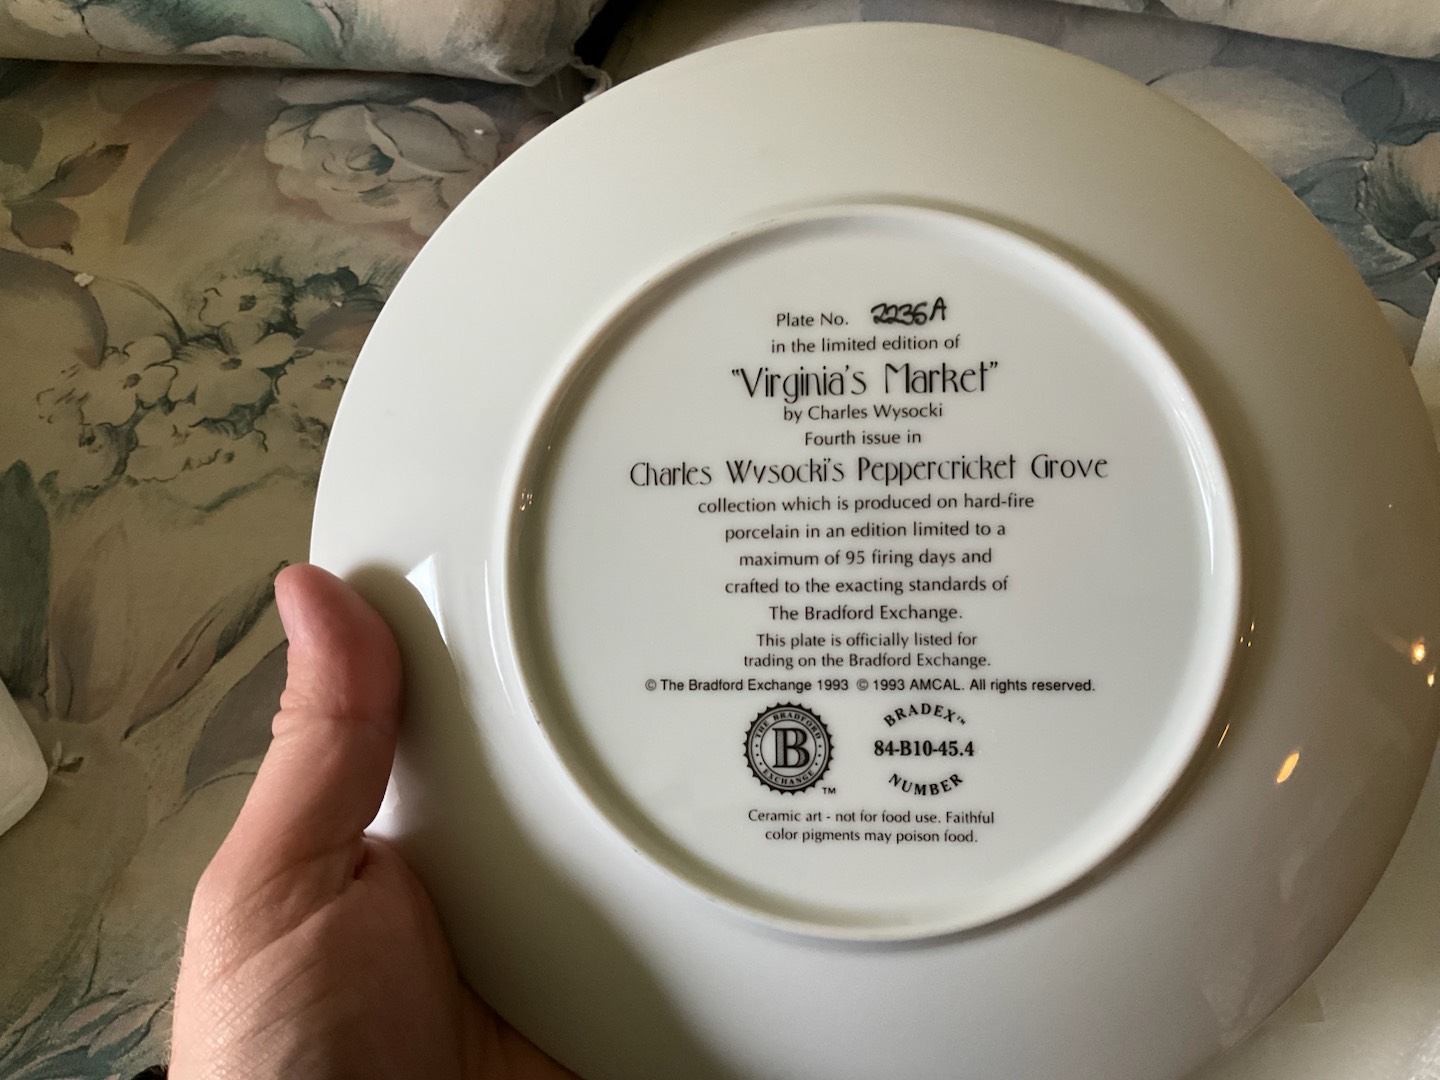 Plate No. 2236A
in the limited edition of
"Virginia's Market"
by Charles Wysocki
Fourth issue in
Charles Wysocki's Peppercricket Grove
collection which is produced on hard-fire
porcelain in an edition limited to a
maximum of 95 firing days and
crafted to the exacting standards of
The Bradford Exchange.
This plate is officially listed for
trading on the Bradford Exchange.
© The Bradford Exchange 1993 © 1993 AMCAL. All rights reserved.
THE BRADFORD
B
EXCHANGE
TM
BRADEX™
84-B10-45.4
NUMBER
Ceramic art - not for food use. Faithful
color pigments may poison food.